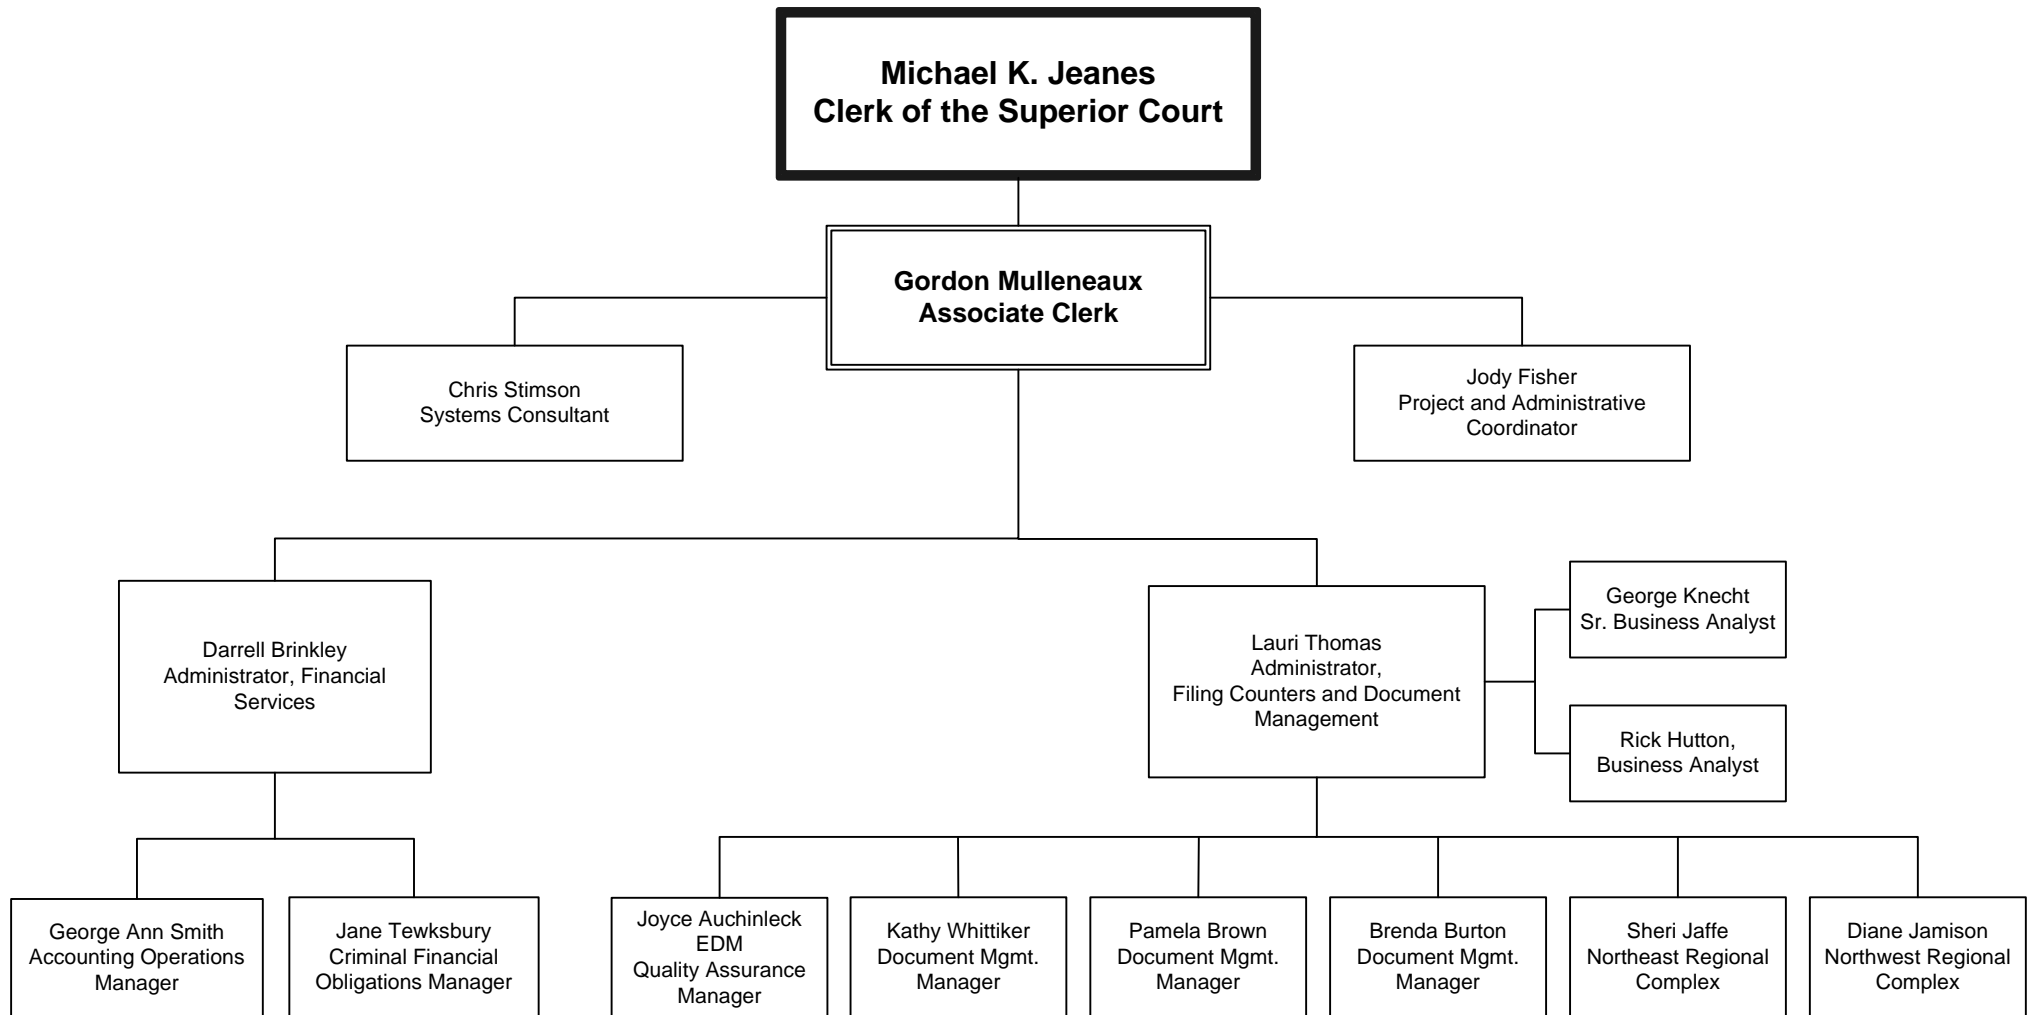 Michael K. Jeanes
Clerk of the Superior Court
Gordon Mulleneaux
Associate Clerk
Chris Stimson
Systems Consultant
Jody Fisher
Project and Administrative
Coordinator
Darrell Brinkley
Administrator, Financial
Services
Lauri Thomas
Administrator,
Filing Counters and Document
Management
George Knecht
Sr. Business Analyst
Rick Hutton,
Business Analyst
George Ann Smith
Accounting Operations
Manager
Jane Tewksbury
Criminal Financial
Obligations Manager
Joyce Auchinleck
EDM
Quality Assurance
Manager
Kathy Whittiker
Document Mgmt.
Manager
Pamela Brown
Document Mgmt.
Manager
Brenda Burton
Document Mgmt.
Manager
Sheri Jaffe
Northeast Regional
Complex
Diane Jamison
Northwest Regional
Complex